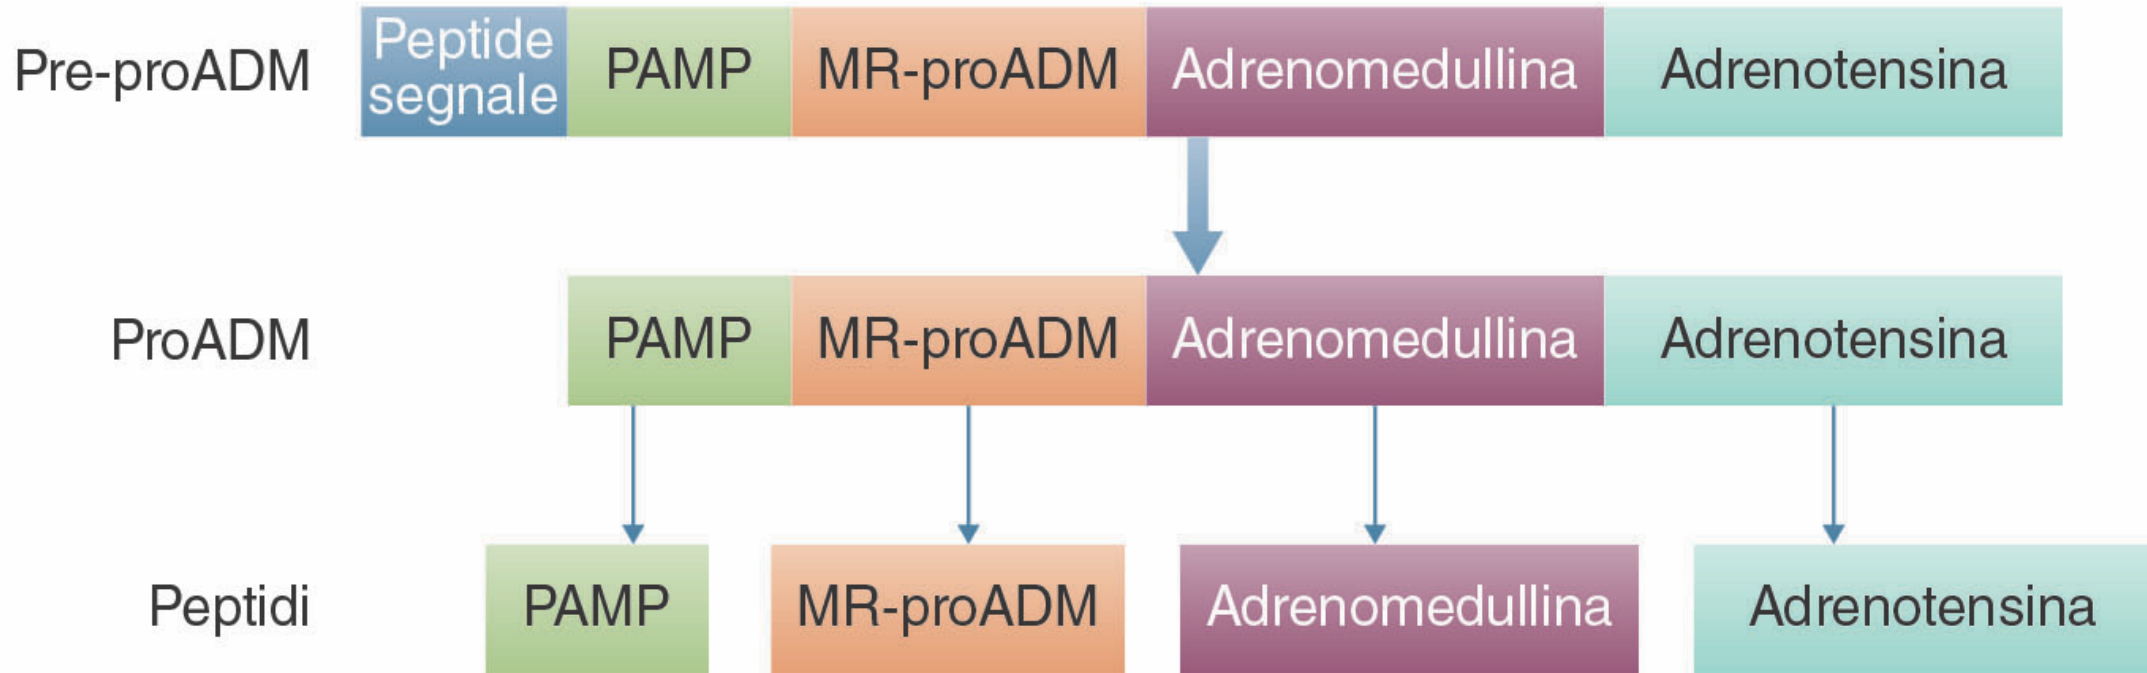 Pre-proADM
Peptide
segnale
PAMP
MR-proADM
Adrenomedullina
Adrenotensina
ProADM
PAMP
MR-proADM
Adrenomedullina
Adrenotensina
Peptidi
PAMP
MR-proADM
Adrenomedullina
Adrenotensina